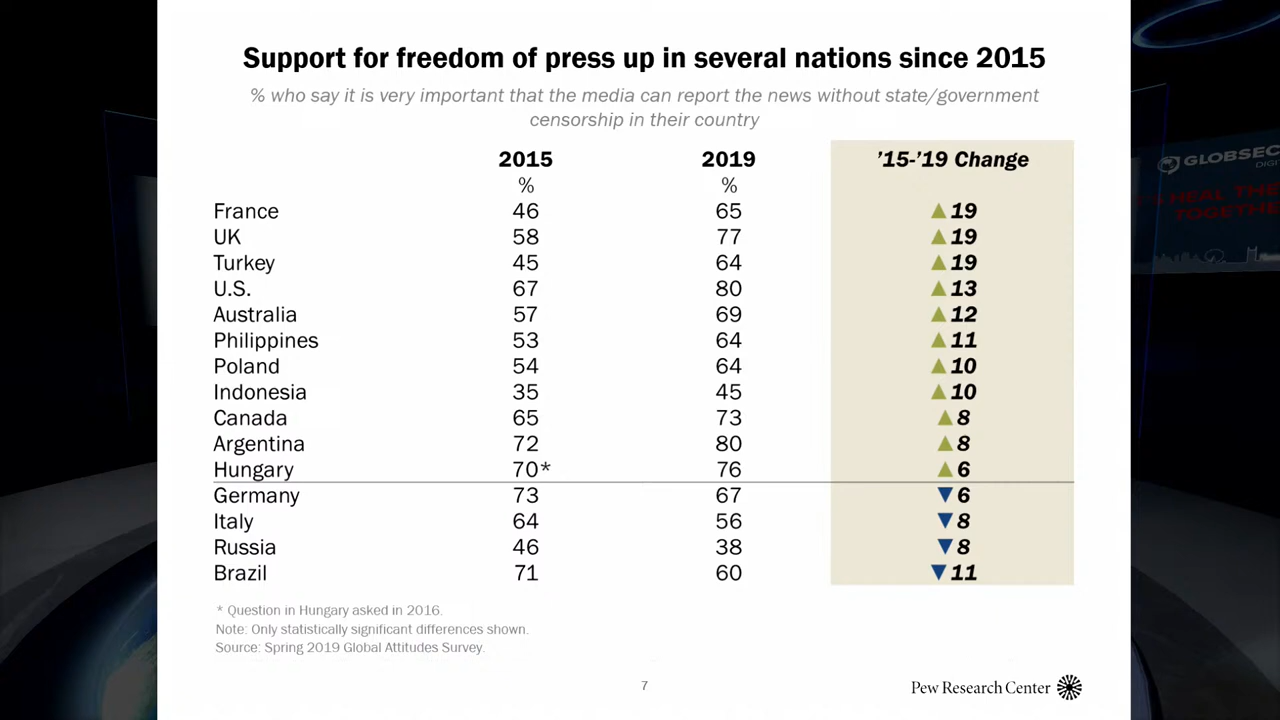 Support for freedom of press up in several nations since 2015
% who say it is very important that the media can report the news without state/government
censorship in their country
2015 2019 ’15-’19 Change
% %
France 46 65 ▲19
UK 58 77 ▲19
Turkey 45 64 ▲19
U.S. 67 80 ▲13
Australia 57 69 ▲12
Philippines 53 64 ▲11
Poland 54 64 ▲10
Indonesia 35 45 ▲10
Canada 65 73 ▲8
Argentina 72 80 ▲8
Hungary 70* 76 ▲6
Germany 73 67 ▼6
Italy 64 56 ▼8
Russia 46 38 ▼8
Brazil 71 60 ▼11
* Question in Hungary asked in 2016.
Note: Only statistically significant differences shown.
Source: Spring 2019 Global Attitudes Survey.
7
Pew Research Center
GLOBSEC
HEAL THE